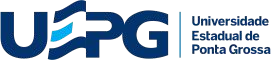 UEPG
Universidade
Estadual de
Ponta Grossa